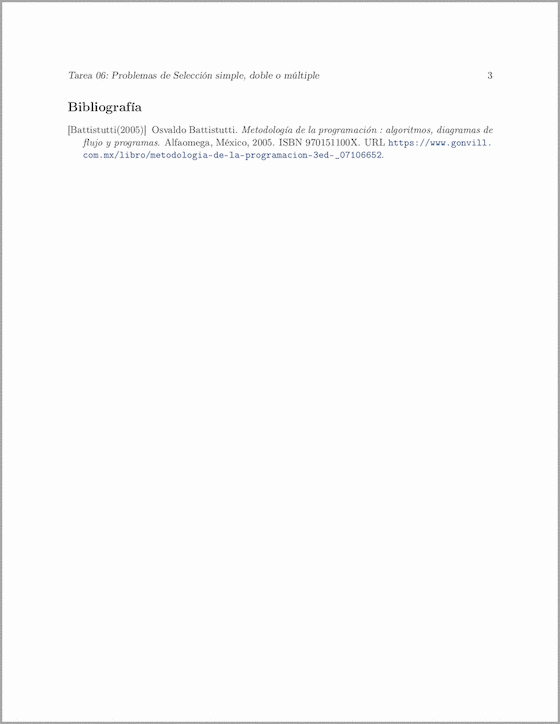 Tarea 06: Problemas de Selección simple, doble o múltiple 3
Bibliografía
[Battistutti(2005)] Osvaldo Battistutti. Metodología de la programación : algoritmos, diagramas de
flujo y programas. Alfaomega, México, 2005. ISBN 970151100X. URL https://www.gonvill.
com.mx/libro/metodologia-de-la-programacion-3ed-_07106652.